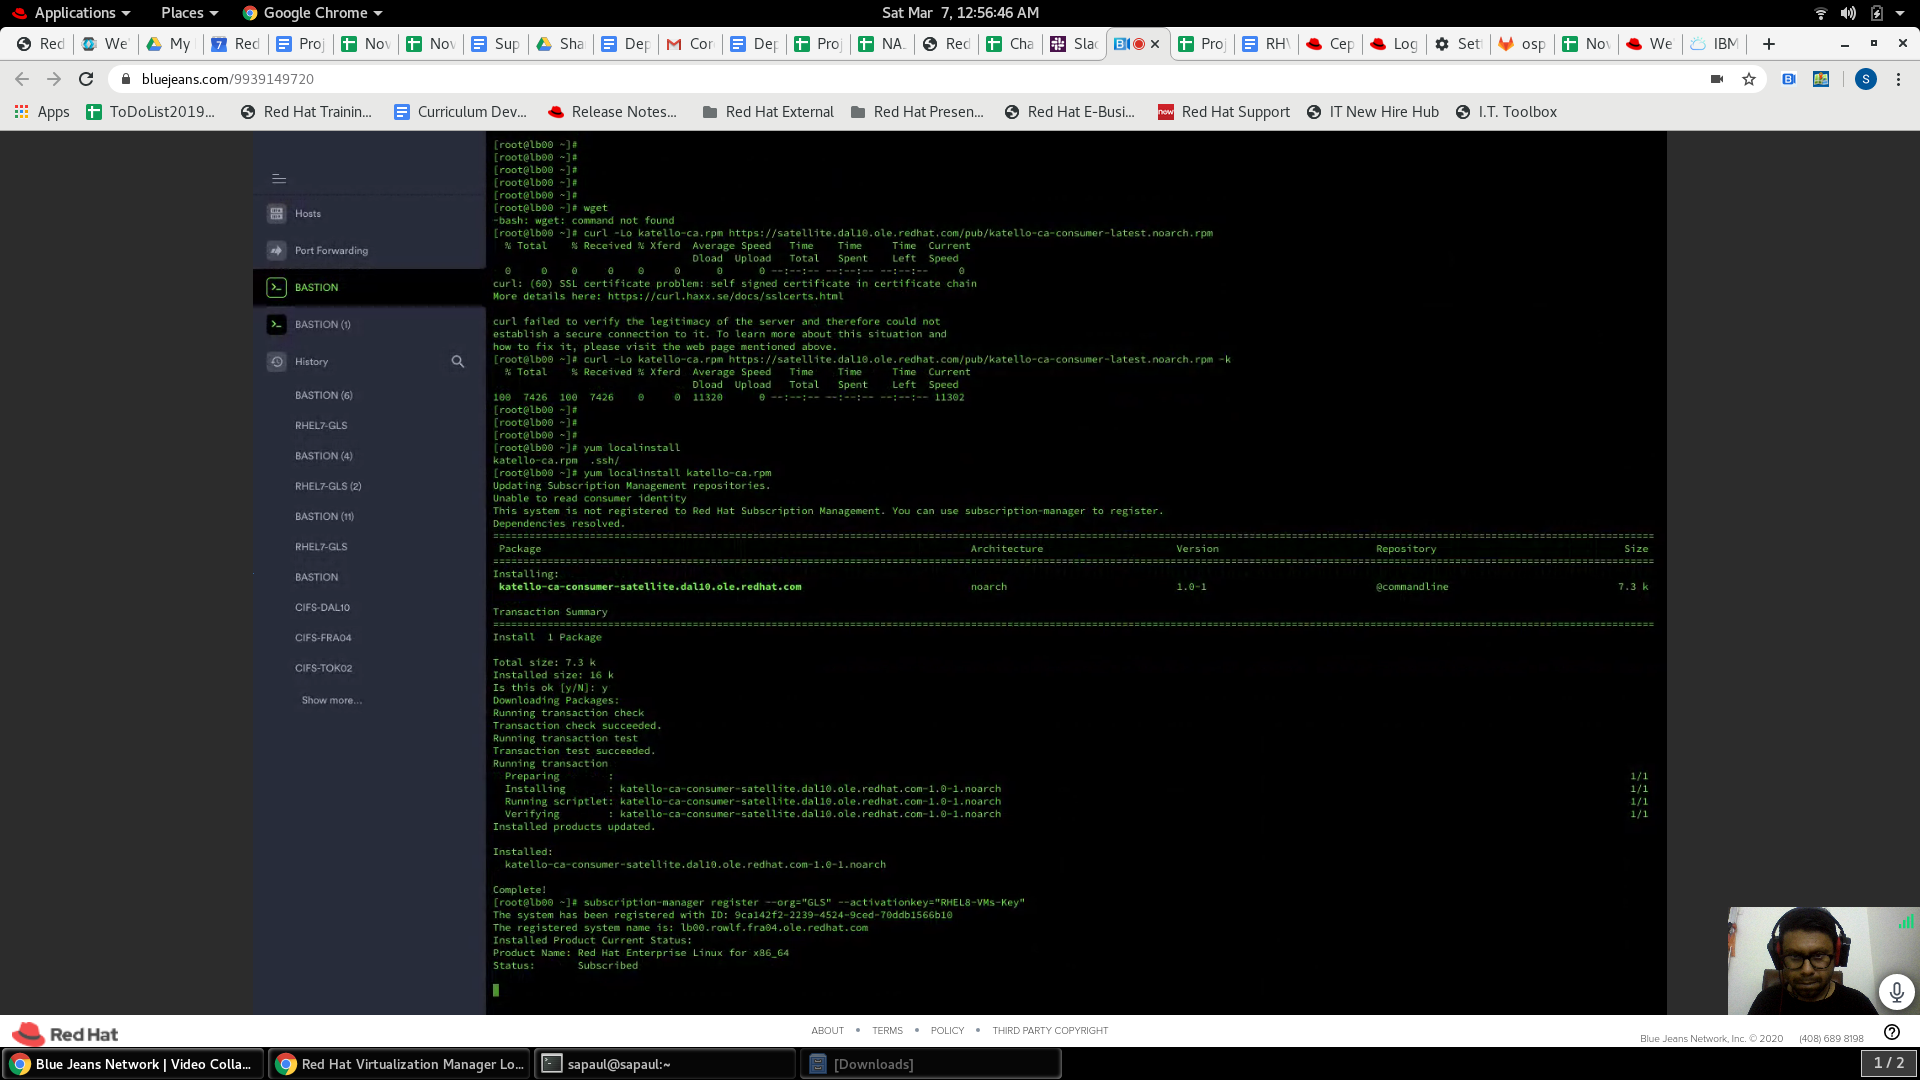 Applications
Places
Google Chrome
Sat Mar 7, 12:56:46 AM
Red
We'
My
Red
Proj
Nov
Nov
Sup
Sha
Dep
Cor
Dep
Proj
NA
Red
Cha
Slac
Proj
RHV
Cep
Log
Sett
osp
Nov
We'
IBM
bluejeans.com/9939149720
S
Apps
ToDoList2019...
Red Hat Trainin...
Curriculum Dev...
Release Notes...
Red Hat External
Red Hat Presen...
Red Hat E-Busi...
Red Hat Support
IT New Hire Hub
I.T. Toolbox
Hosts
Port Forwarding
BASTION
BASTION (1)
History
BASTION (6)
RHEL7-GLS
BASTION (4)
RHEL7-GLS (2)
BASTION (11)
RHEL7-GLS
BASTION
CIFS-DAL10
CIFS-FRA04
CIFS-TOK02
Show more...
[root@lb00 ~]#
[root@lb00 ~]#
[root@lb00 ~]#
[root@lb00 ~]#
[root@lb00 ~]#
[root@lb00 ~]# wget
-bash: wget: command not found
[root@lb00 ~]# curl -Lo katello-ca.rpm https://satellite.dal10.ole.redhat.com/pub/katello-ca-consumer-latest.noarch.rpm
% Total % Received % Xferd Average Speed Time Time Time Current
Dload Upload Total Spent Left Speed
0 0 0 0 0 0 0 0 --:--:-- --:--:-- --:--:-- 0
curl: (60) SSL certificate problem: self signed certificate in certificate chain
More details here: https://curl.haxx.se/docs/sslcerts.html
curl failed to verify the legitimacy of the server and therefore could not
establish a secure connection to it. To learn more about this situation and
how to fix it, please visit the web page mentioned above.
[root@lb00 ~]# curl -Lo katello-ca.rpm https://satellite.dal10.ole.redhat.com/pub/katello-ca-consumer-latest.noarch.rpm -k
% Total % Received % Xferd Average Speed Time Time Time Current
Dload Upload Total Spent Left Speed
100 7426 100 7426 0 0 11320 0 --:--:-- --:--:-- --:--:-- 11302
[root@lb00 ~]#
[root@lb00 ~]#
[root@lb00 ~]#
[root@lb00 ~]# yum localinstall
katello-ca.rpm .ssh/
[root@lb00 ~]# yum localinstall katello-ca.rpm
Updating Subscription Management repositories.
Unable to read consumer identity
This system is not registered to Red Hat Subscription Management. You can use subscription-manager to register.
Dependencies resolved.
Package Architecture Version Repository Size
Installing:
katello-ca-consumer-satellite.dal10.ole.redhat.com noarch 1.0-1 @commandline 7.3 k
Transaction Summary
Install 1 Package
Total size: 7.3 k
Installed size: 16 k
Is this ok [y/N]: y
Downloading Packages:
Running transaction check
Transaction check succeeded.
Running transaction test
Transaction test succeeded.
Running transaction
Preparing : 1/1
Installing : katello-ca-consumer-satellite.dal10.ole.redhat.com-1.0-1.noarch 1/1
Running scriptlet: katello-ca-consumer-satellite.dal10.ole.redhat.com-1.0-1.noarch 1/1
Verifying : katello-ca-consumer-satellite.dal10.ole.redhat.com-1.0-1.noarch 1/1
Installed products updated.
Installed:
katello-ca-consumer-satellite.dal10.ole.redhat.com-1.0-1.noarch
Complete!
[root@lb00 ~]# subscription-manager register --org="GLS" --activationkey="RHEL8-VMs-Key"
The system has been registered with ID: 9ca142f2-2239-4524-9ced-70ddb1566b10
The registered system name is: lb00.rowlf.fra04.ole.redhat.com
Installed Product Current Status:
Product Name: Red Hat Enterprise Linux for x86_64
Status: Subscribed
Red Hat
ABOUT • TERMS • POLICY • THIRD PARTY COPYRIGHT
Blue Jeans Network, Inc. © 2020 (408) 689 8198
Blue Jeans Network | Video Colla...
Red Hat Virtualization Manager Lo...
sapaul@sapaul:~
[Downloads]
1 / 2